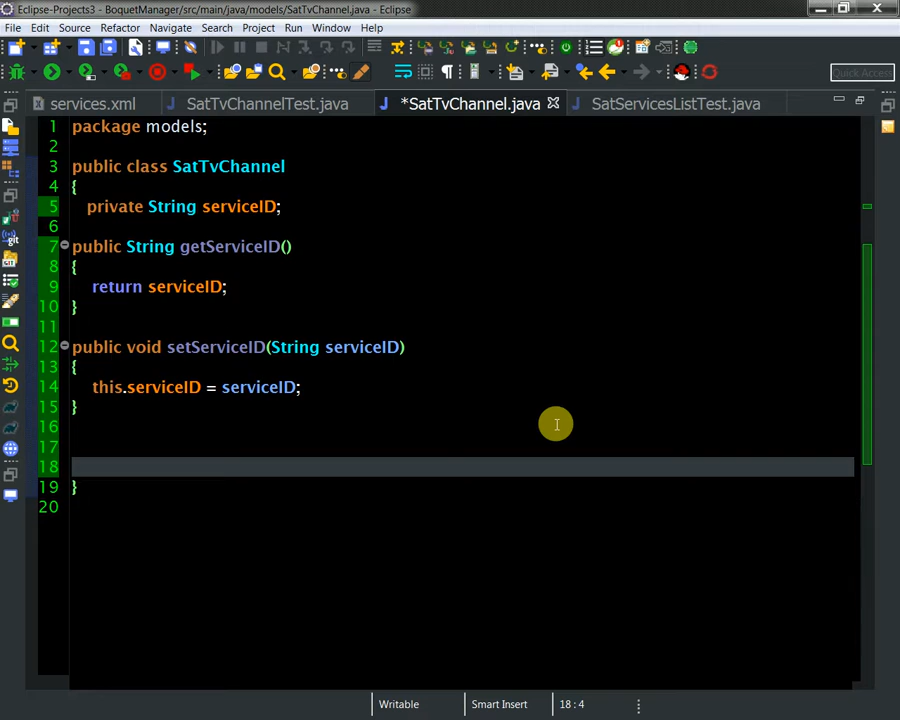 Eclipse-Projects3 - BoquetManager/src/main/java/models/SatTvChannel.java - Eclipse
File Edit Source Refactor Navigate Search Project Run Window Help
Quick Access
services.xml SatTvChannelTest.java *SatTvChannel.java SatServicesListTest.java
1 package models;
2
3 public class SatTvChannel
4 {
5 private String serviceID;
6
7 public String getServiceID()
8 {
9 return serviceID;
10 }
11
12 public void setServiceID(String serviceID)
13 {
14 this.serviceID = serviceID;
15 }
16
17
18
19 }
20
Writable Smart Insert 18 : 4